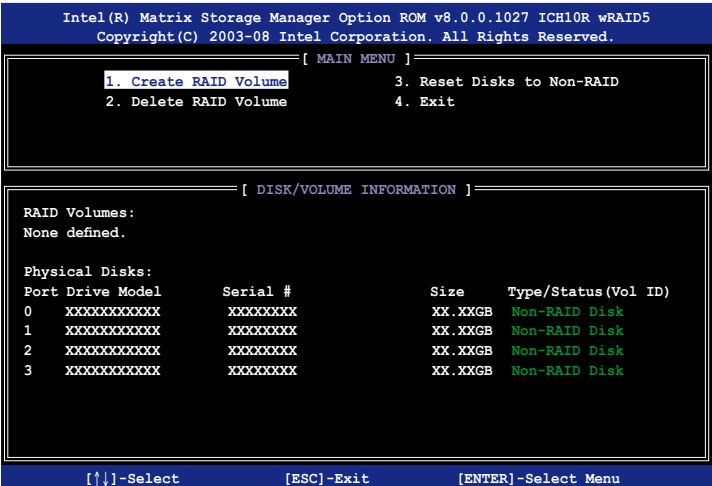 Intel(R) Matrix Storage Manager Option ROM v8.0.0.1027 ICH10R wRAID5
Copyright(C) 2003-08 Intel Corporation. All Rights Reserved.
[ MAIN MENU ]
1. Create RAID Volume 3. Reset Disks to Non-RAID
2. Delete RAID Volume 4. Exit
[ DISK/VOLUME INFORMATION ]
RAID Volumes:
None defined.
Physical Disks:
Port Drive Model Serial # Size Type/Status(Vol ID)
0 XXXXXXXXXXX XXXXXXXX XX.XXGB Non-RAID Disk
1 XXXXXXXXXXX XXXXXXXX XX.XXGB Non-RAID Disk
2 XXXXXXXXXXX XXXXXXXX XX.XXGB Non-RAID Disk
3 XXXXXXXXXXX XXXXXXXX XX.XXGB Non-RAID Disk
[↑↓]-Select [ESC]-Exit [ENTER]-Select Menu